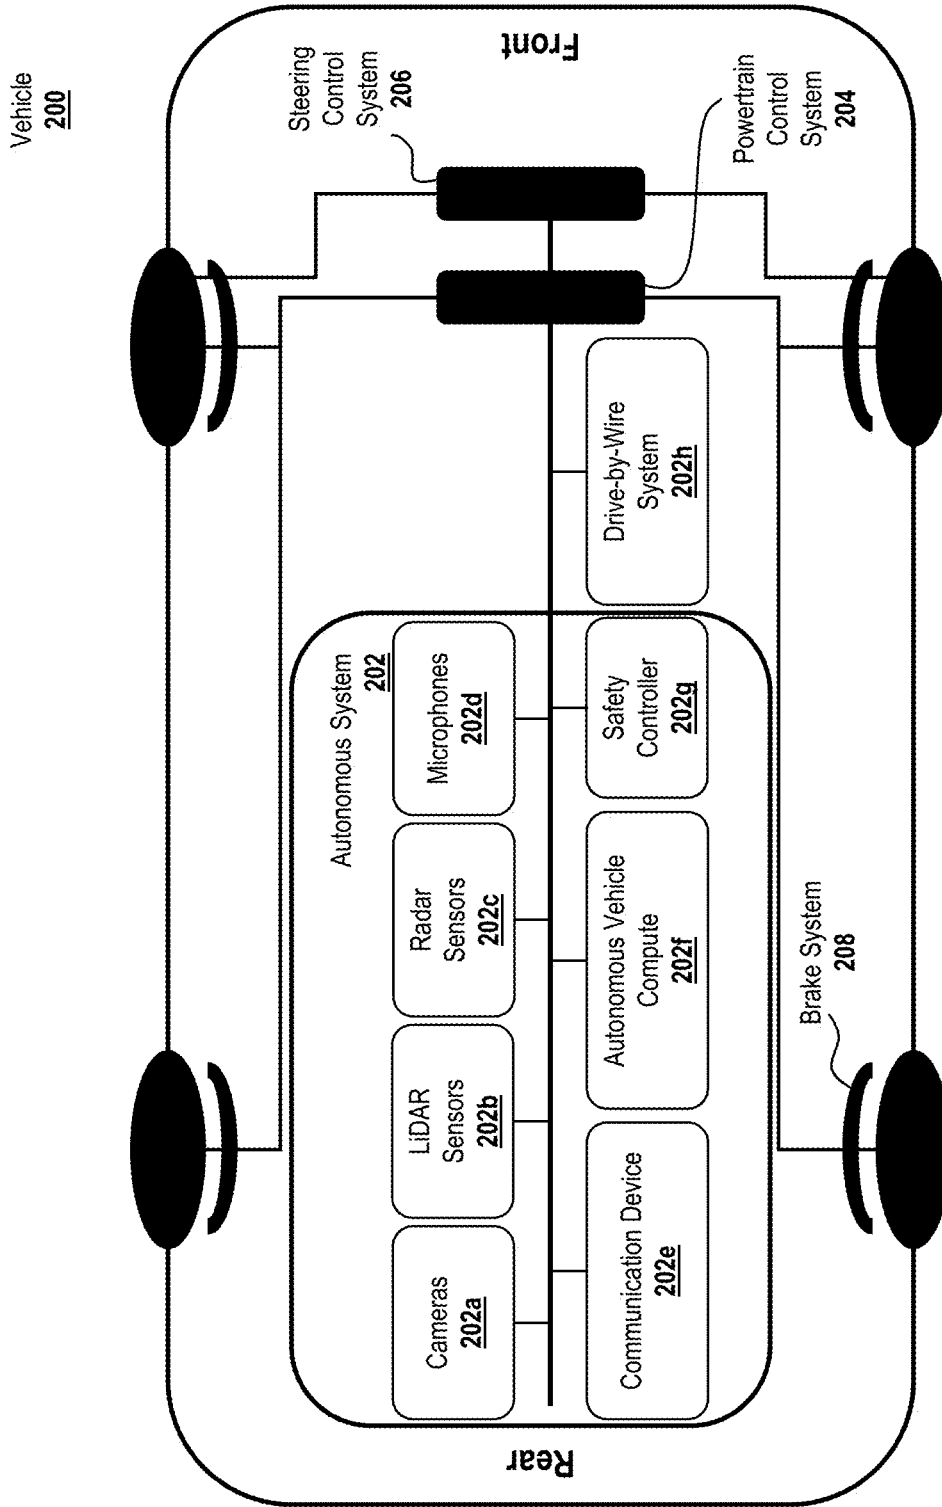 Vehicle
200
Rear
Front
Autonomous System
202
Cameras
202a
LiDAR
Sensors
202b
Radar
Sensors
202c
Microphones
202d
Communication Device
202e
Autonomous Vehicle
Compute
202f
Safety
Controller
202g
Drive-by-Wire
System
202h
Steering
Control
System
206
Powertrain
Control
System
204
Brake System
208